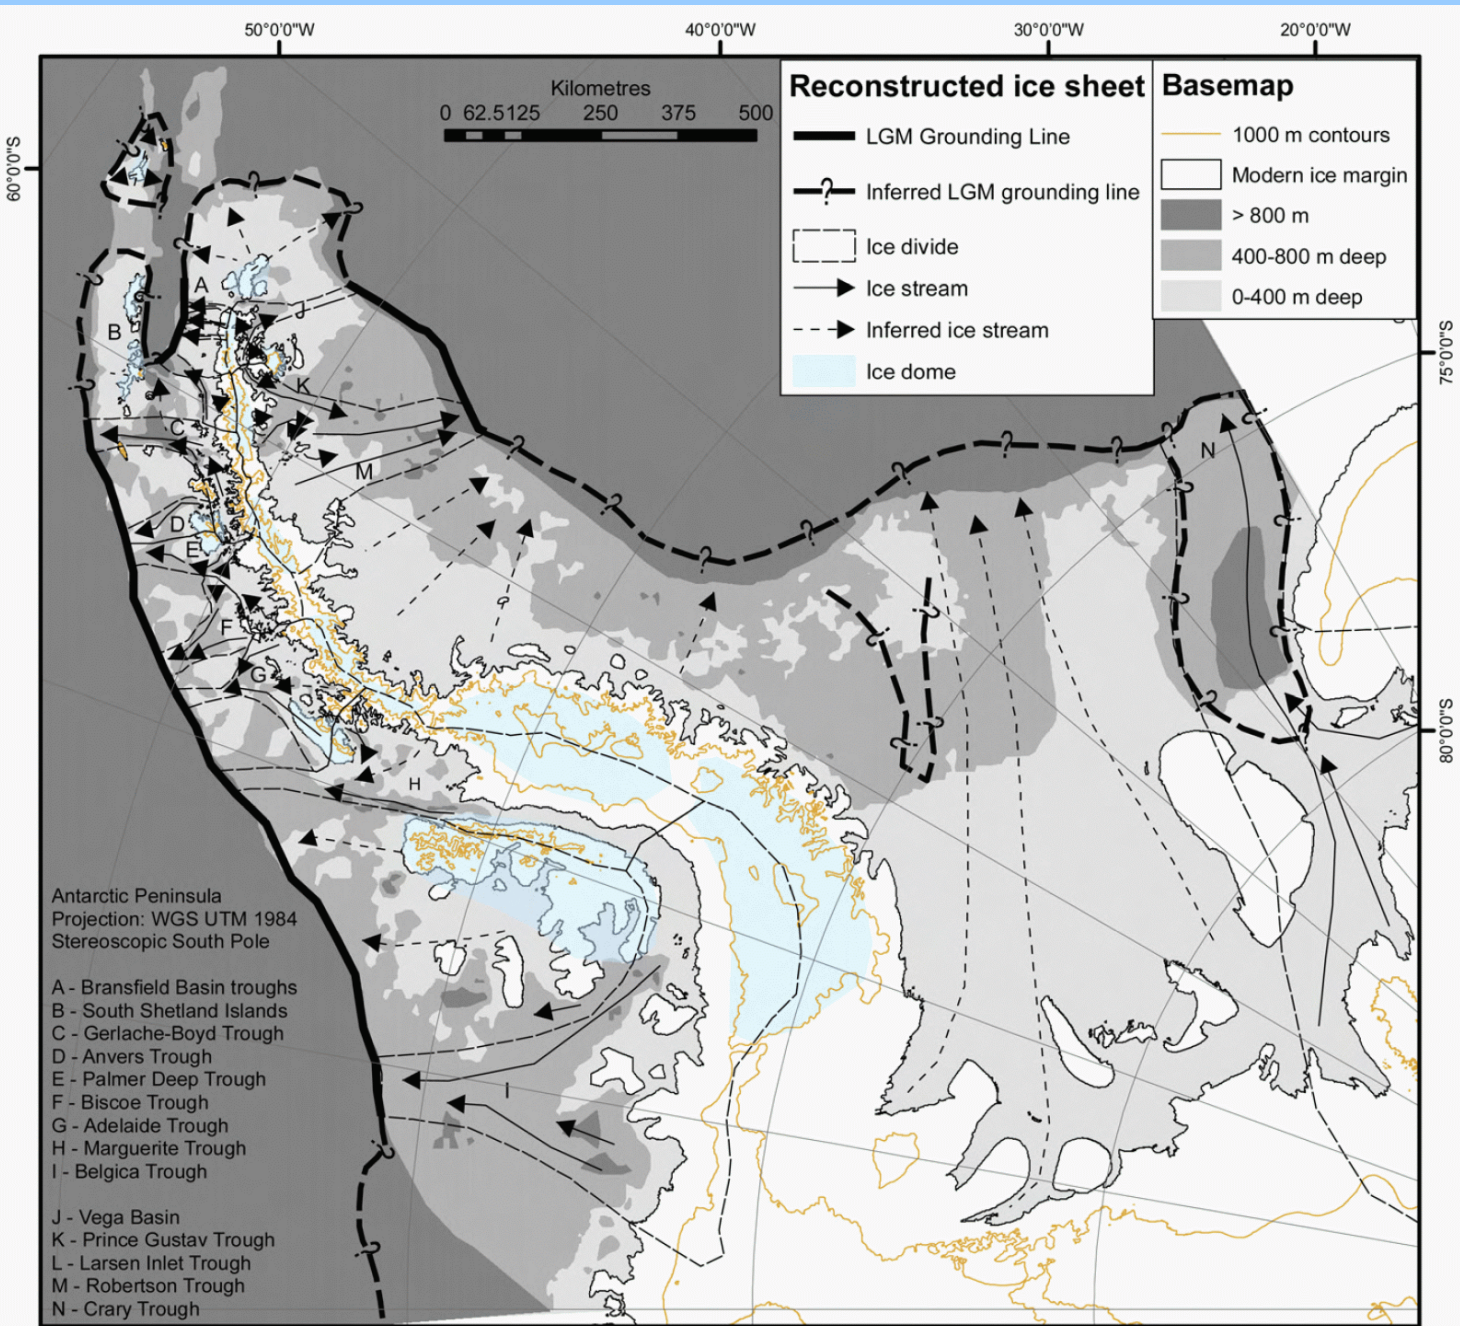 50°0'0"W
40°0'0"W
30°0'0"W
20°0'0"W
60°0'0"S
75°0'0"S
80°0'0"S
Kilometres
0 62.5 125 250 375 500
Reconstructed ice sheet
LGM Grounding Line
? Inferred LGM grounding line
Ice divide
Ice stream
Inferred ice stream
Ice dome
Basemap
1000 m contours
Modern ice margin
> 800 m
400-800 m deep
0-400 m deep
A
J
B
K
C
L
M
N
D
E
F
G
H
I
Antarctic Peninsula
Projection: WGS UTM 1984
Stereoscopic South Pole
A - Bransfield Basin troughs
B - South Shetland Islands
C - Gerlache-Boyd Trough
D - Anvers Trough
E - Palmer Deep Trough
F - Biscoe Trough
G - Adelaide Trough
H - Marguerite Trough
I - Belgica Trough
J - Vega Basin
K - Prince Gustav Trough
L - Larsen Inlet Trough
M - Robertson Trough
N - Crary Trough